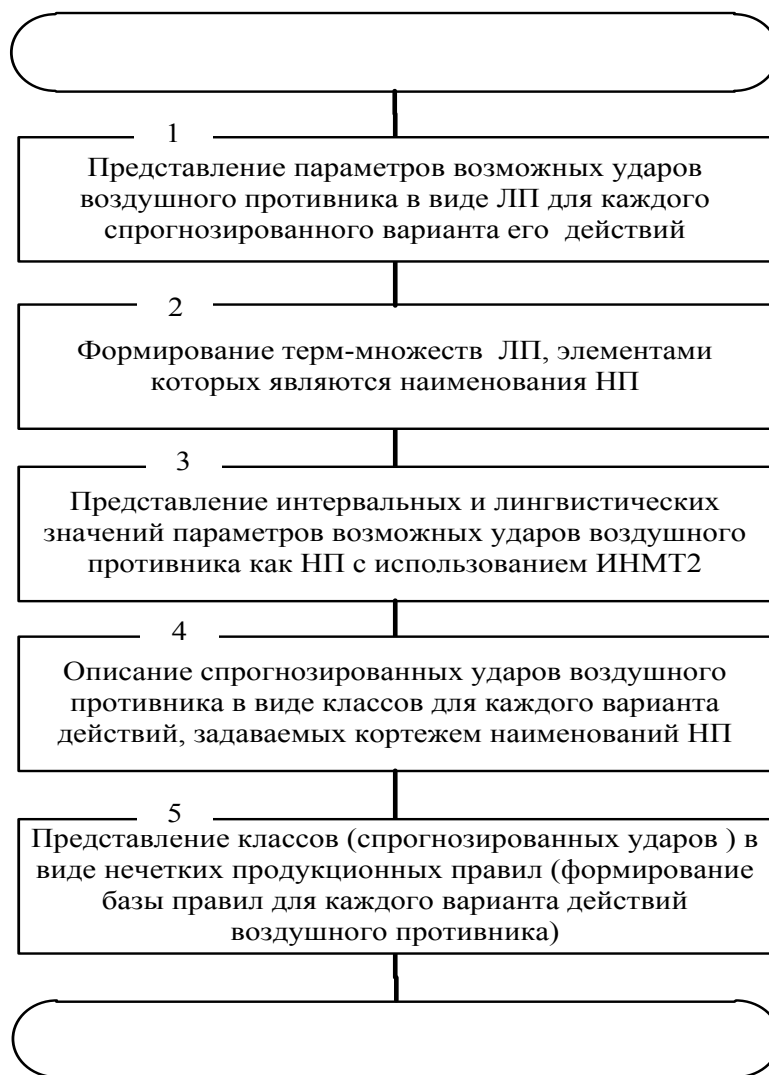 1
Представление параметров возможных ударов
воздушного противника в виде ЛП для каждого
спрогнозированного варианта его действий
2
Формирование терм-множеств ЛП, элементами
которых являются наименования НП
3
Представление интервальных и лингвистических
значений параметров возможных ударов воздушного
противника как НП с использованием ИНМТ2
4
Описание спрогнозированных ударов воздушного
противника в виде классов для каждого варианта
действий, задаваемых кортежем наименований НП
5
Представление классов (спрогнозированных ударов ) в
виде нечетких продукционных правил (формирование
базы правил для каждого варианта действий
воздушного противника)